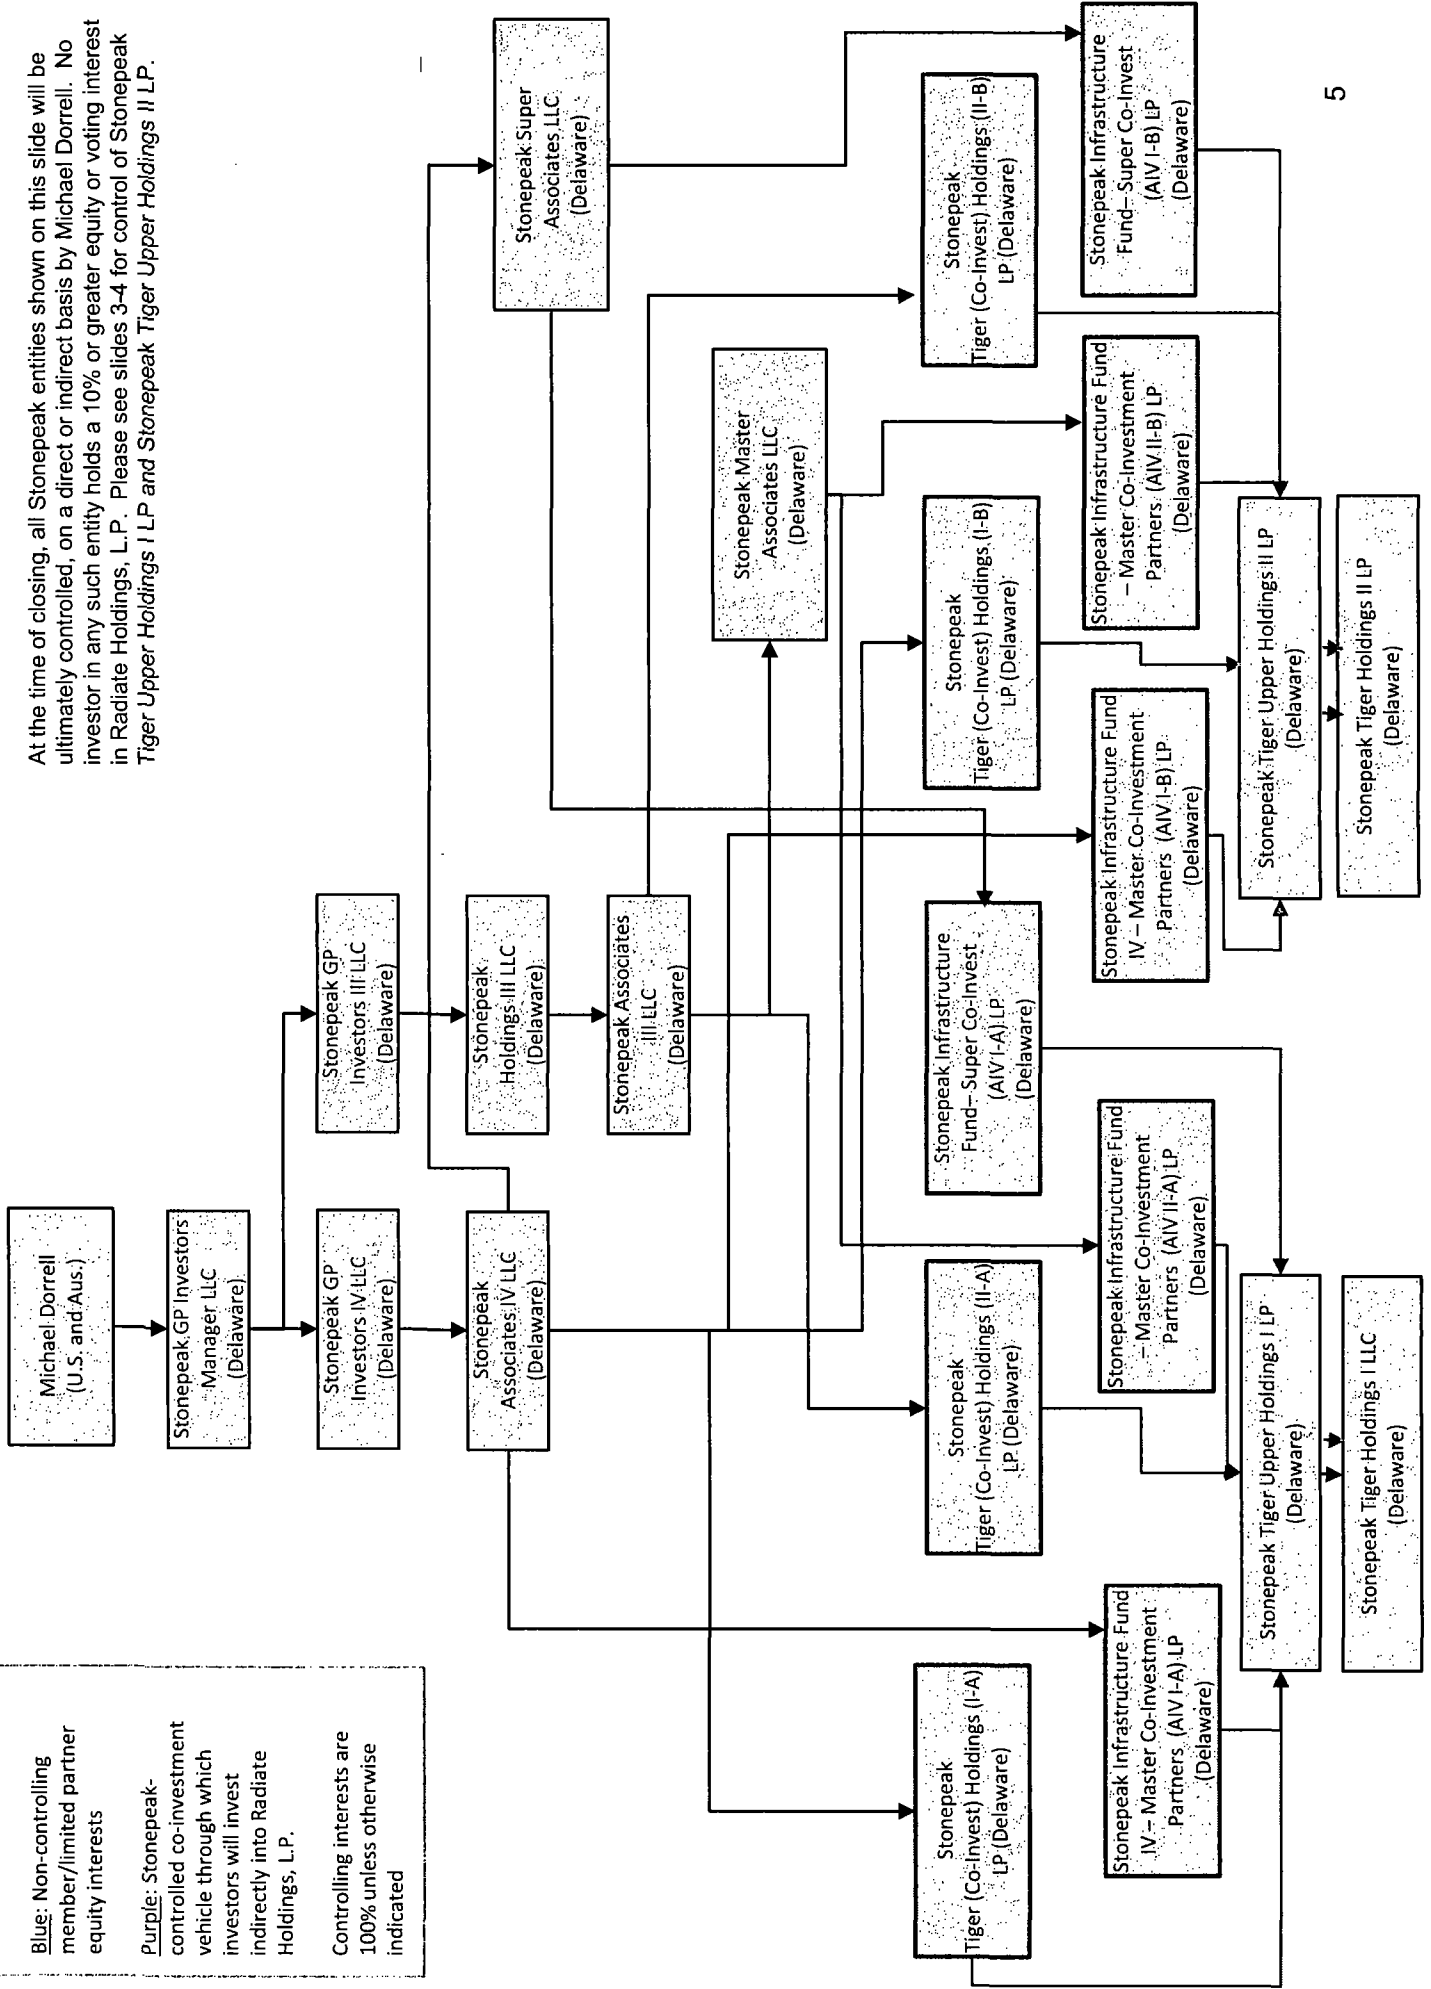 At the time of closing, all Stonepeak entities shown on this slide will be
ultimately controlled, on a direct or indirect basis by Michael Dorrell. No
investor in any such entity holds a 10% or greater equity or voting interest
in Radiate Holdings, L.P. Please see slides 3-4 for control of Stonepeak
Tiger Upper Holdings I LP and Stonepeak Tiger Upper Holdings II LP.
Blue: Non-controlling
member/limited partner
equity interests
Purple: Stonepeak-
controlled co-investment
vehicle through which
investors will invest
indirectly into Radiate
Holdings, L.P.
Controlling interests are
100% unless otherwise
indicated
Michael Dorrell
(U.S. and Aus.)
Stonepeak GP Investors
Manager LLC
(Delaware)
Stonepeak GP
Investors IV LLC
(Delaware)
Stonepeak GP
Investors III LLC
(Delaware)
Stonepeak
Associates IV LLC
(Delaware)
Stonepeak
Holdings III LLC
(Delaware)
Stonepeak Super
Associates LLC
(Delaware)
Stonepeak Associates
III LLC
(Delaware)
Stonepeak Master
Associates LLC
(Delaware)
Stonepeak
Tiger (Co-Invest) Holdings (I-A)
LP (Delaware)
Stonepeak
Tiger (Co-Invest) Holdings (II-A)
LP (Delaware)
Stonepeak Infrastructure
Fund– Super Co-Invest
(AIV I-A) LP
(Delaware)
Stonepeak
Tiger (Co-Invest) Holdings (I-B)
LP (Delaware)
Stonepeak
Tiger (Co-Invest) Holdings (II-B)
LP (Delaware)
Stonepeak Infrastructure Fund
IV – Master Co-Investment
Partners (AIV I-A) LP
(Delaware)
Stonepeak Infrastructure Fund
– Master Co-Investment
Partners (AIV II-A) LP
(Delaware)
Stonepeak Infrastructure Fund
IV – Master Co-Investment
Partners (AIV I-B) LP
(Delaware)
Stonepeak Infrastructure Fund
– Master Co-Investment
Partners (AIV II-B) LP
(Delaware)
Stonepeak Infrastructure
Fund– Super Co-Invest
(AIV I-B) LP
(Delaware)
Stonepeak Tiger Upper Holdings I LP
(Delaware)
Stonepeak Tiger Upper Holdings II LP
(Delaware)
Stonepeak Tiger Holdings I LLC
(Delaware)
Stonepeak Tiger Holdings II LP
(Delaware)
5